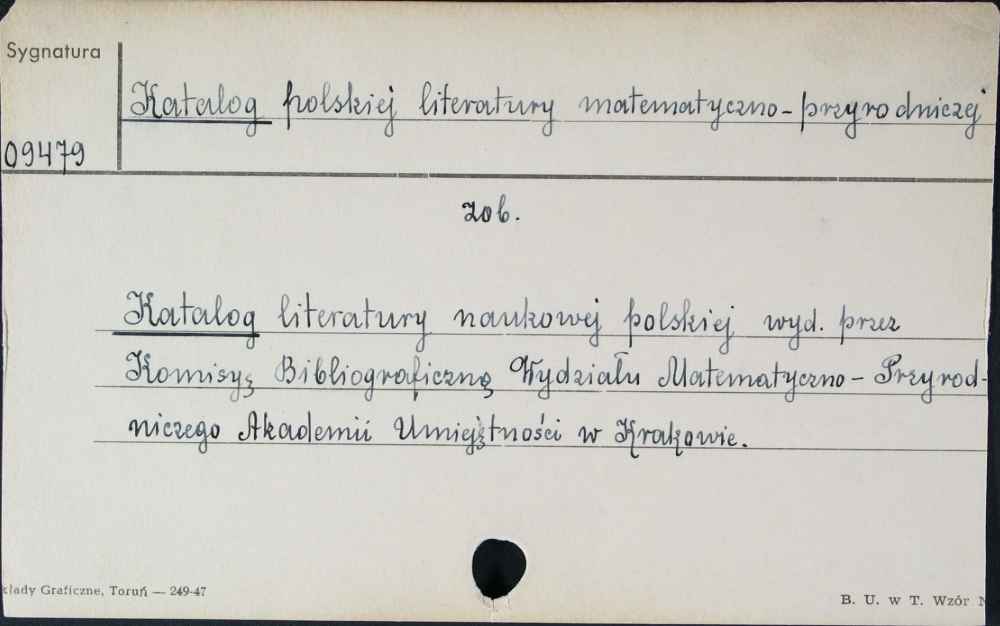 Sygnatura
Katalog polskiej literatury matematyczno-przyrodniczej
09479
zob.
Katalog literatury naukowej polskiej wyd. przez
Komisyę Bibliograficzną Wydziału Matematyczno-Przyrod-
niczego Akademii Umiejętności w Krakowie.
kłady Graficzne, Toruń — 249-47
B. U. w T. Wzór N